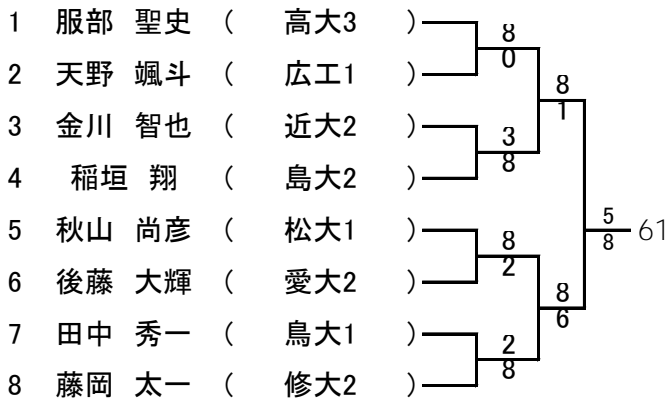 1 服部 聖史 ( 高大3 )
8
0
2 天野 颯斗 ( 広工1 )
8
1
3 金川 智也 ( 近大2 )
3
8
4 稲垣 翔 ( 島大2 )
5
8 61
5 秋山 尚彦 ( 松大1 )
8
2
6 後藤 大輝 ( 愛大2 )
8
6
7 田中 秀一 ( 鳥大1 )
2
8
8 藤岡 太一 ( 修大2 )